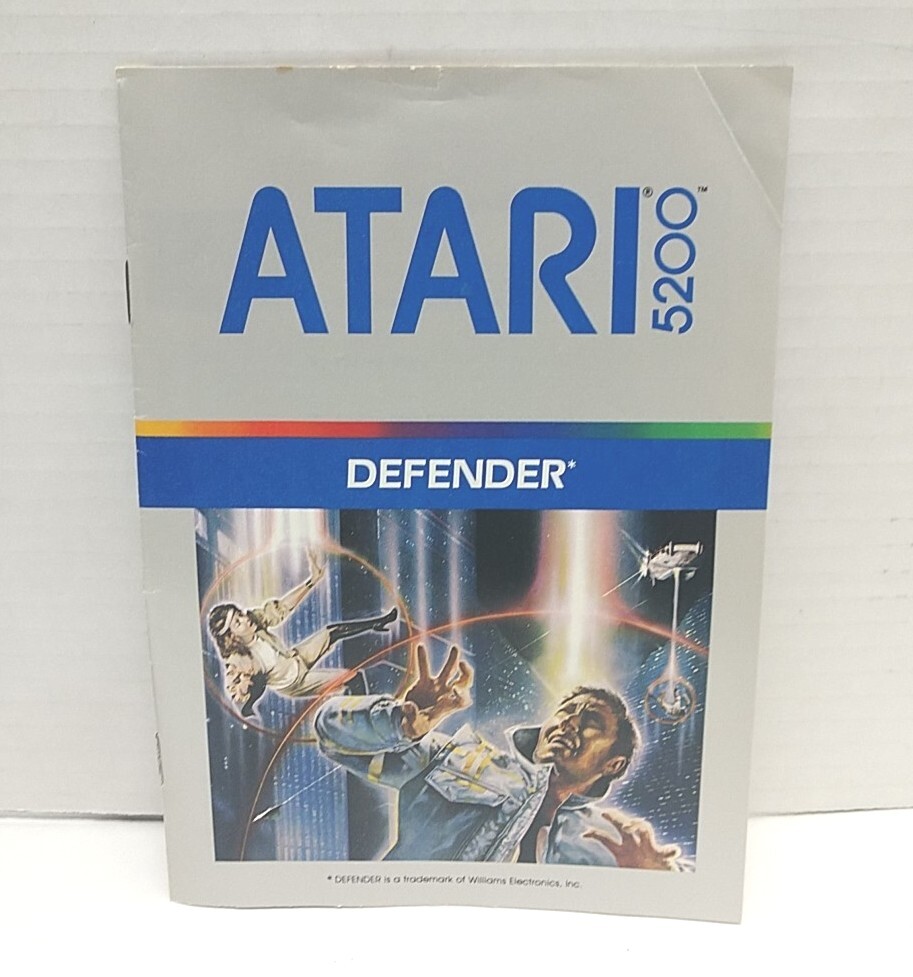 ATARI®
5200™
DEFENDER*
* DEFENDER is a trademark of Williams Electronics, Inc.